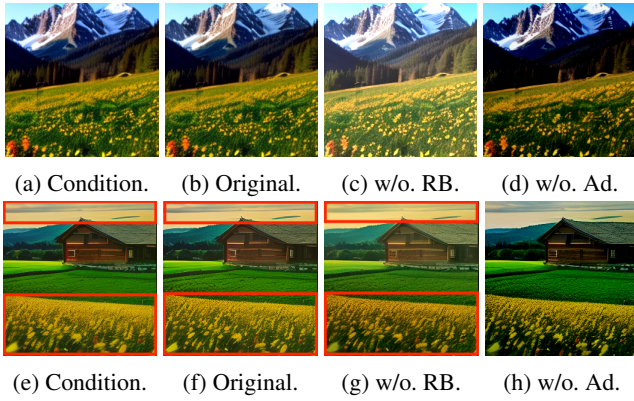 (a) Condition. (b) Original. (c) w/o. RB. (d) w/o. Ad.
(e) Condition. (f) Original. (g) w/o. RB. (h) w/o. Ad.